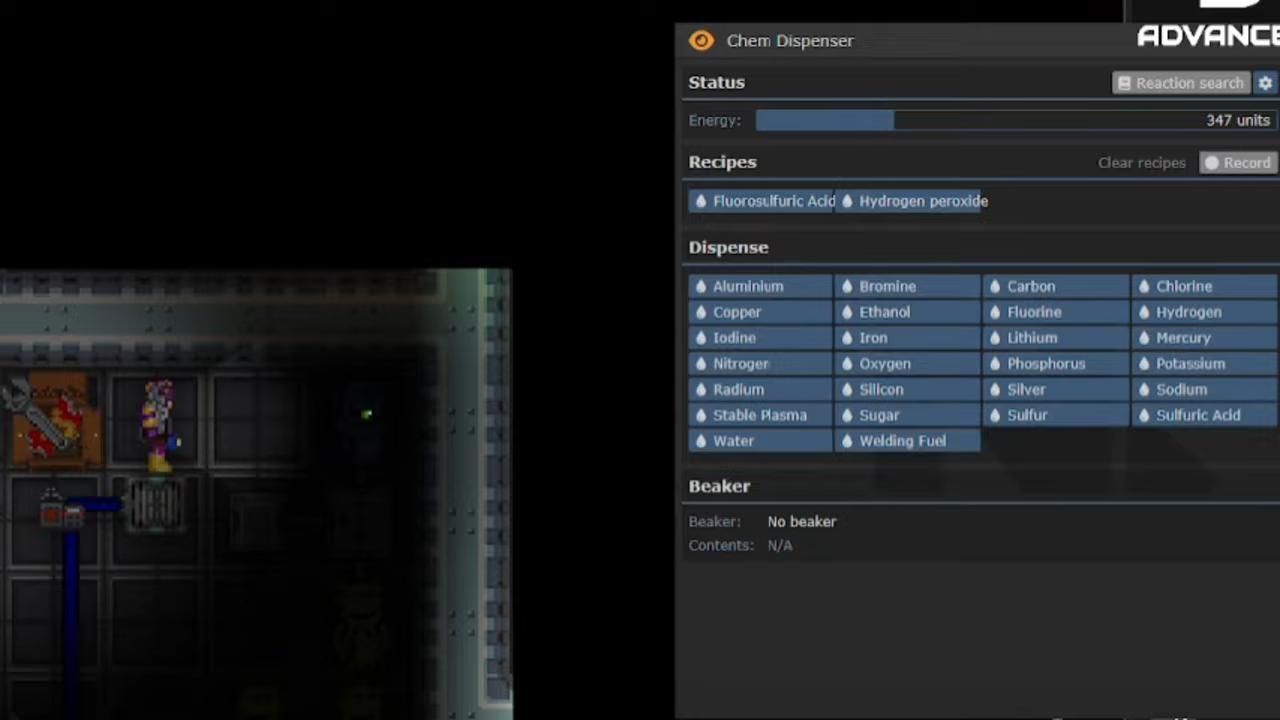 ADVANCE
Chem Dispenser
Status
Reaction search
Energy: 347 units
Recipes Clear recipes Record
Fluorosulfuric Acid Hydrogen peroxide
Dispense
Aluminium Bromine Carbon Chlorine
Copper Ethanol Fluorine Hydrogen
Iodine Iron Lithium Mercury
Nitrogen Oxygen Phosphorus Potassium
Radium Silicon Silver Sodium
Stable Plasma Sugar Sulfur Sulfuric Acid
Water Welding Fuel
Beaker
Beaker: No beaker
Contents: N/A